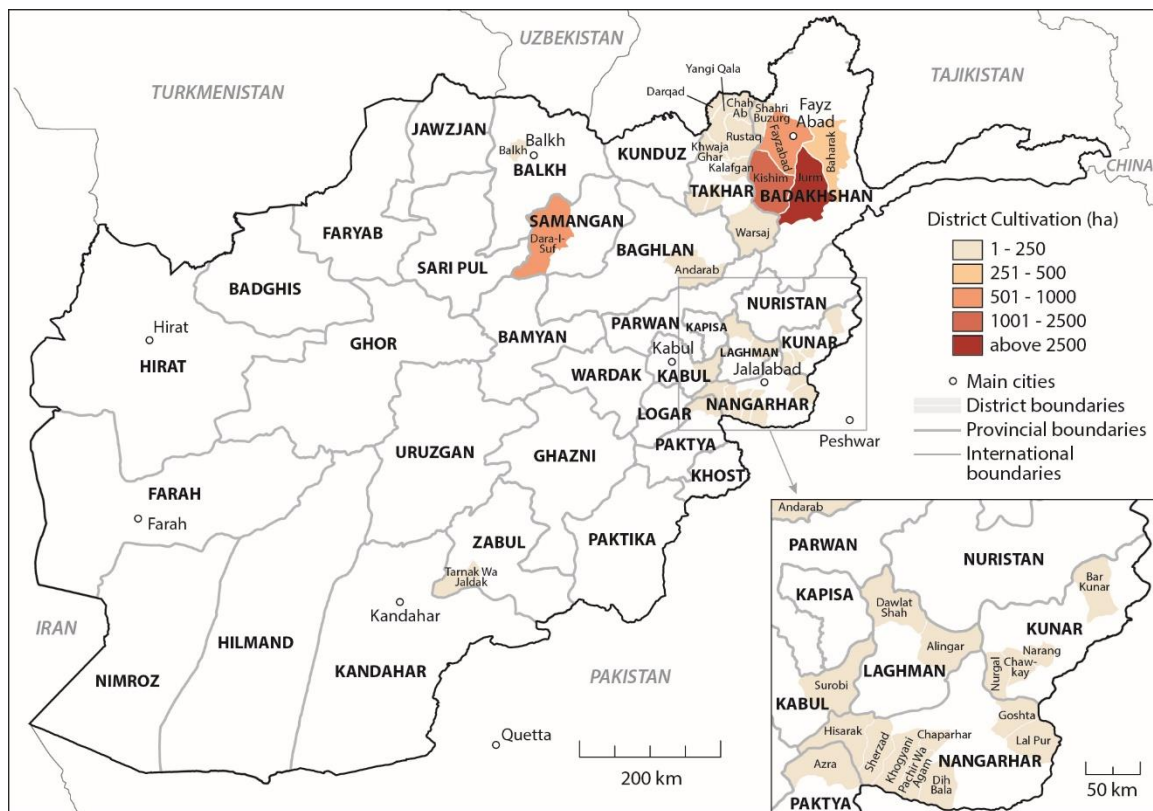 UZBEKISTAN
TURKMENISTAN
TAJIKISTAN
CHINA
IRAN
PAKISTAN
Yangi Qala
Darqad
Chah
Ab
Shahri
Buzurg
Fayz
Abad
Rustaq
Fayzabad
Khwaja
Ghar
Kalafgan
Baharak
Kishim
Jurm
JAWZJAN
Balkh
Balkh
BALKH
KUNDUZ
TAKHAR
BADAKHSHAN
Warsaj
FARYAB
SAMANGAN
Dara-I-
Suf
SARI PUL
BAGHLAN
Andarab
BADGHIS
Hirat
HIRAT
GHOR
BAMYAN
PARWAN
KAPISA
NURISTAN
KUNAR
LAGHMAN
Kabul
KABUL
Jalalabad
WARDAK
NANGARHAR
LOGAR
Peshwar
PAKTYA
KHOST
URUZGAN
GHAZNI
FARAH
Farah
ZABUL
PAKTIKA
Tarnak Wa
Jaldak
Kandahar
HILMAND
KANDAHAR
NIMROZ
Quetta
200 km
District Cultivation (ha)
1 - 250
251 - 500
501 - 1000
1001 - 2500
above 2500
Main cities
District boundaries
Provincial boundaries
International
boundaries
Andarab
PARWAN
NURISTAN
KAPISA
Bar
Kunar
Dawlat
Shah
KUNAR
Alingar
Narang
Chaw-
kay
Nurgal
LAGHMAN
Surobi
KABUL
Goshta
Hisarak
Chaparhar
Lal Pur
Sherzad
Khogyani
Pachir Wa
Agam
NANGARHAR
Azra
Dih
Bala
PAKTYA
50 km